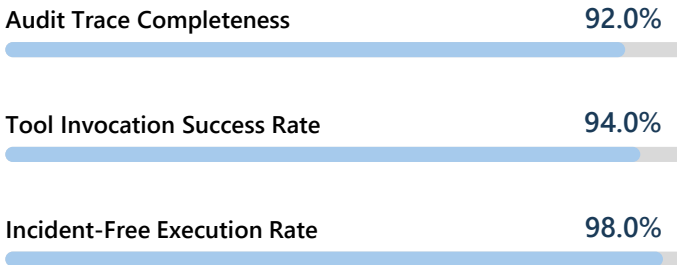 Audit Trace Completeness 92.0%
Tool Invocation Success Rate 94.0%
Incident-Free Execution Rate 98.0%